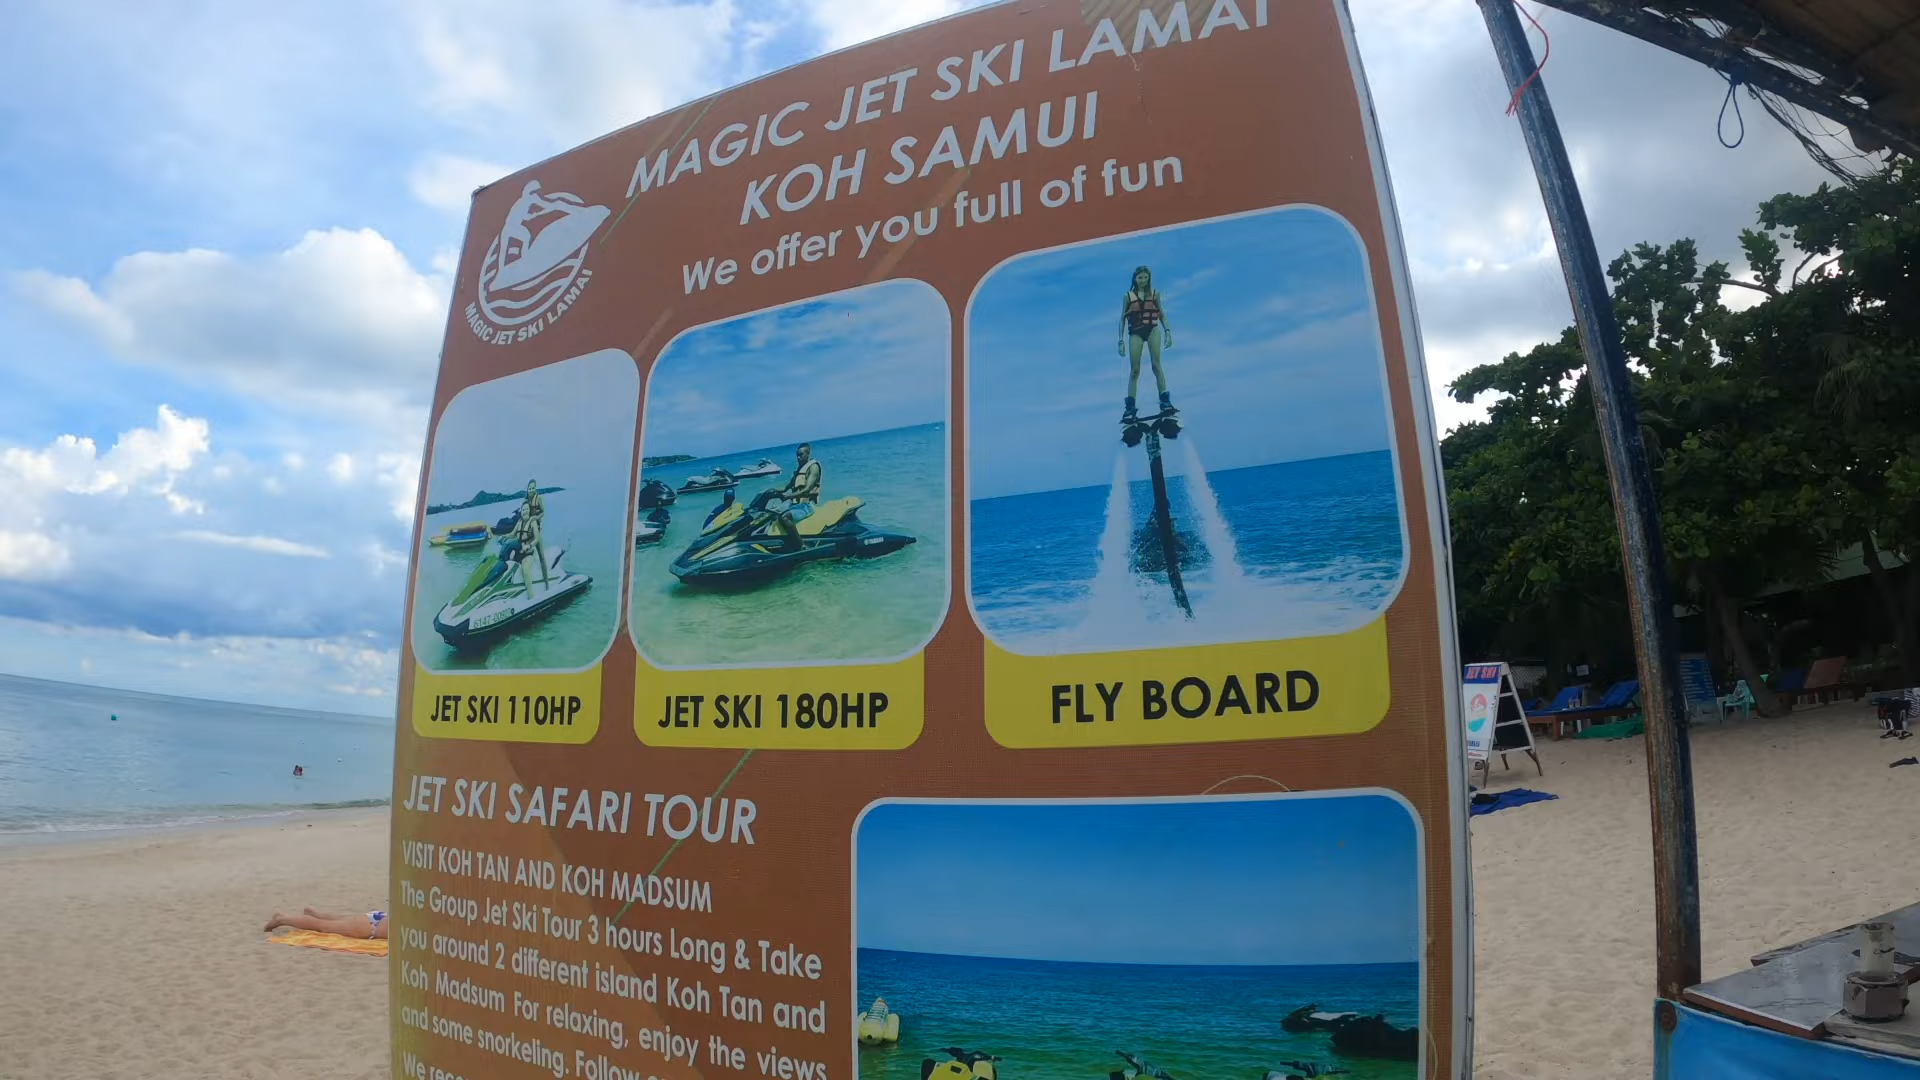 MAGIC JET SKI LAMAI
KOH SAMUI
We offer you full of fun
MAGIC JET SKI LAMAI
JET SKI 110HP
JET SKI 180HP
FLY BOARD
JET SKI SAFARI TOUR
VISIT KOH TAN AND KOH MADSUM
The Group Jet Ski Tour 3 hours Long & Take
you around 2 different island Koh Tan and
Koh Madsum For relaxing, enjoy the views
and some snorkeling. Follow
We
JET SKI